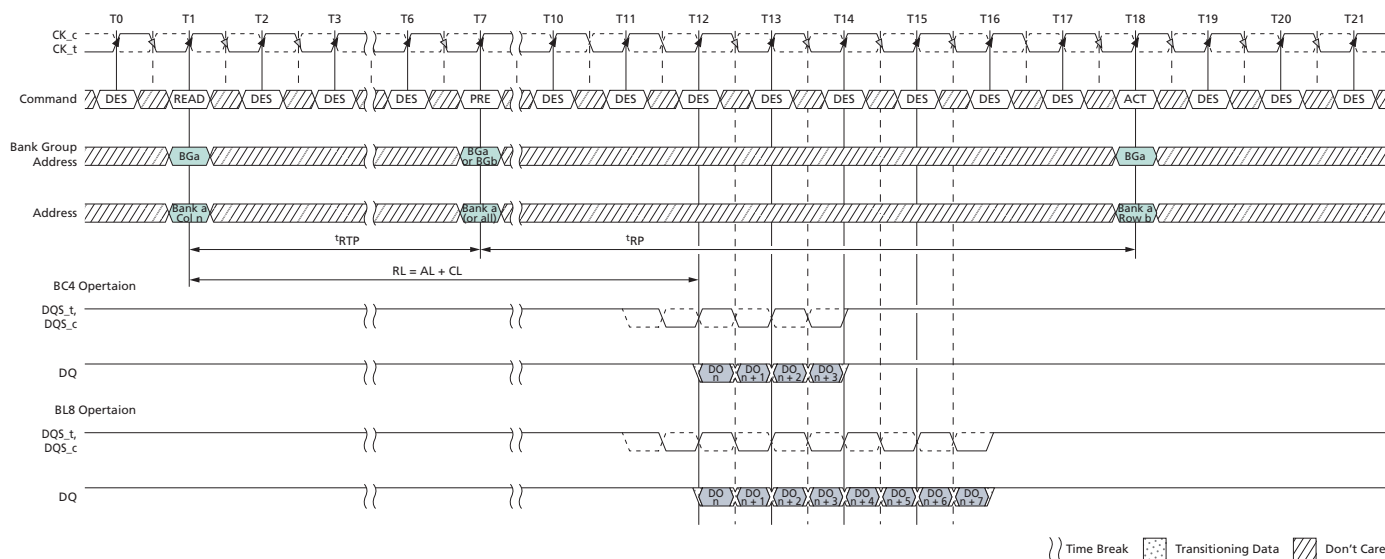 T0 T1 T2 T3 T6 T7 T10 T11 T12 T13 T14 T15 T16 T17 T18 T19 T20 T21
CK_c
CK_t
Command DES READ DES DES DES PRE DES DES DES DES DES DES DES DES ACT DES DES DES
Bank Group
Address
BGa
BGa
or BGb
BGa
Address
Bank a
Col n
Bank a
(or all)
Bank a
Row b
tRTP
tRP
RL = AL + CL
BC4 Opertaion
DQS_t,
DQS_c
DQ
DO
n
DO
n + 1
DO
n + 2
DO
n + 3
BL8 Opertaion
DQS_t,
DQS_c
DQ
DO
n
DO
n + 1
DO
n + 2
DO
n + 3
DO
n + 4
DO
n + 5
DO
n + 6
DO
n + 7
Time Break Transitioning Data Don't Care